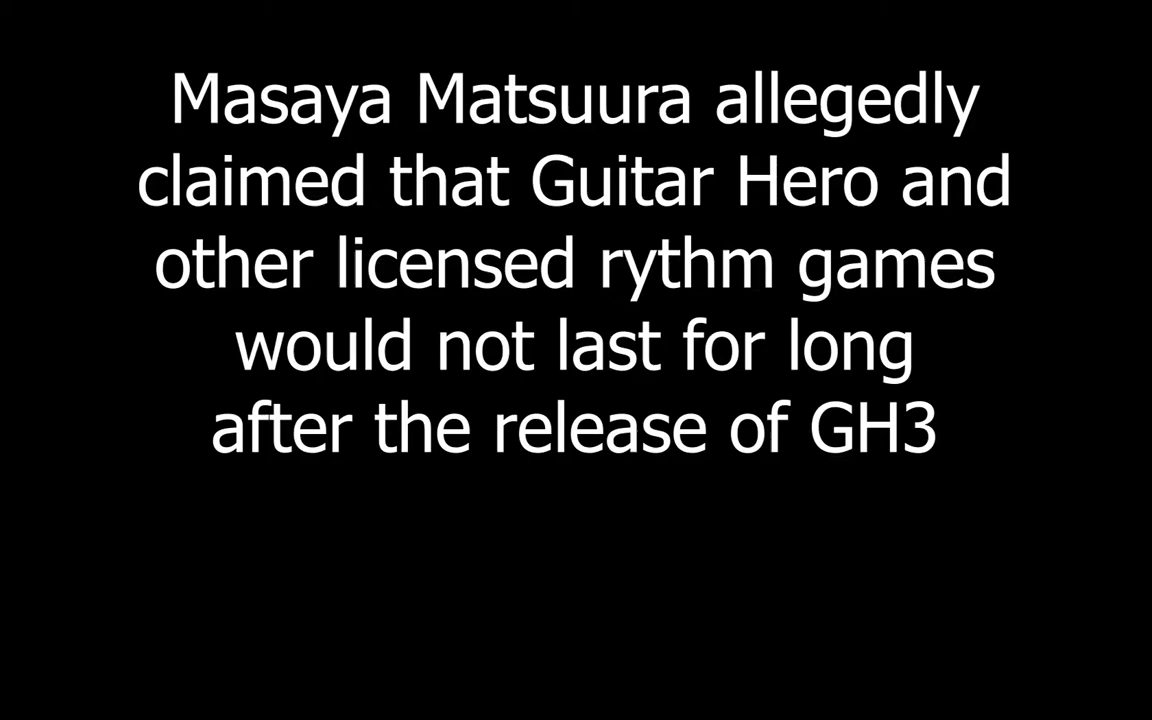 Masaya Matsuura allegedly
claimed that Guitar Hero and
other licensed rythm games
would not last for long
after the release of GH3